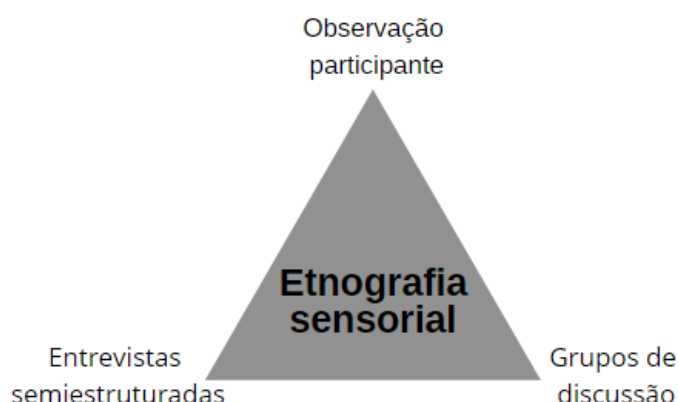 Observação
participante
Etnografia
sensorial
Entrevistas
semiestruturadas
Grupos de
discussão